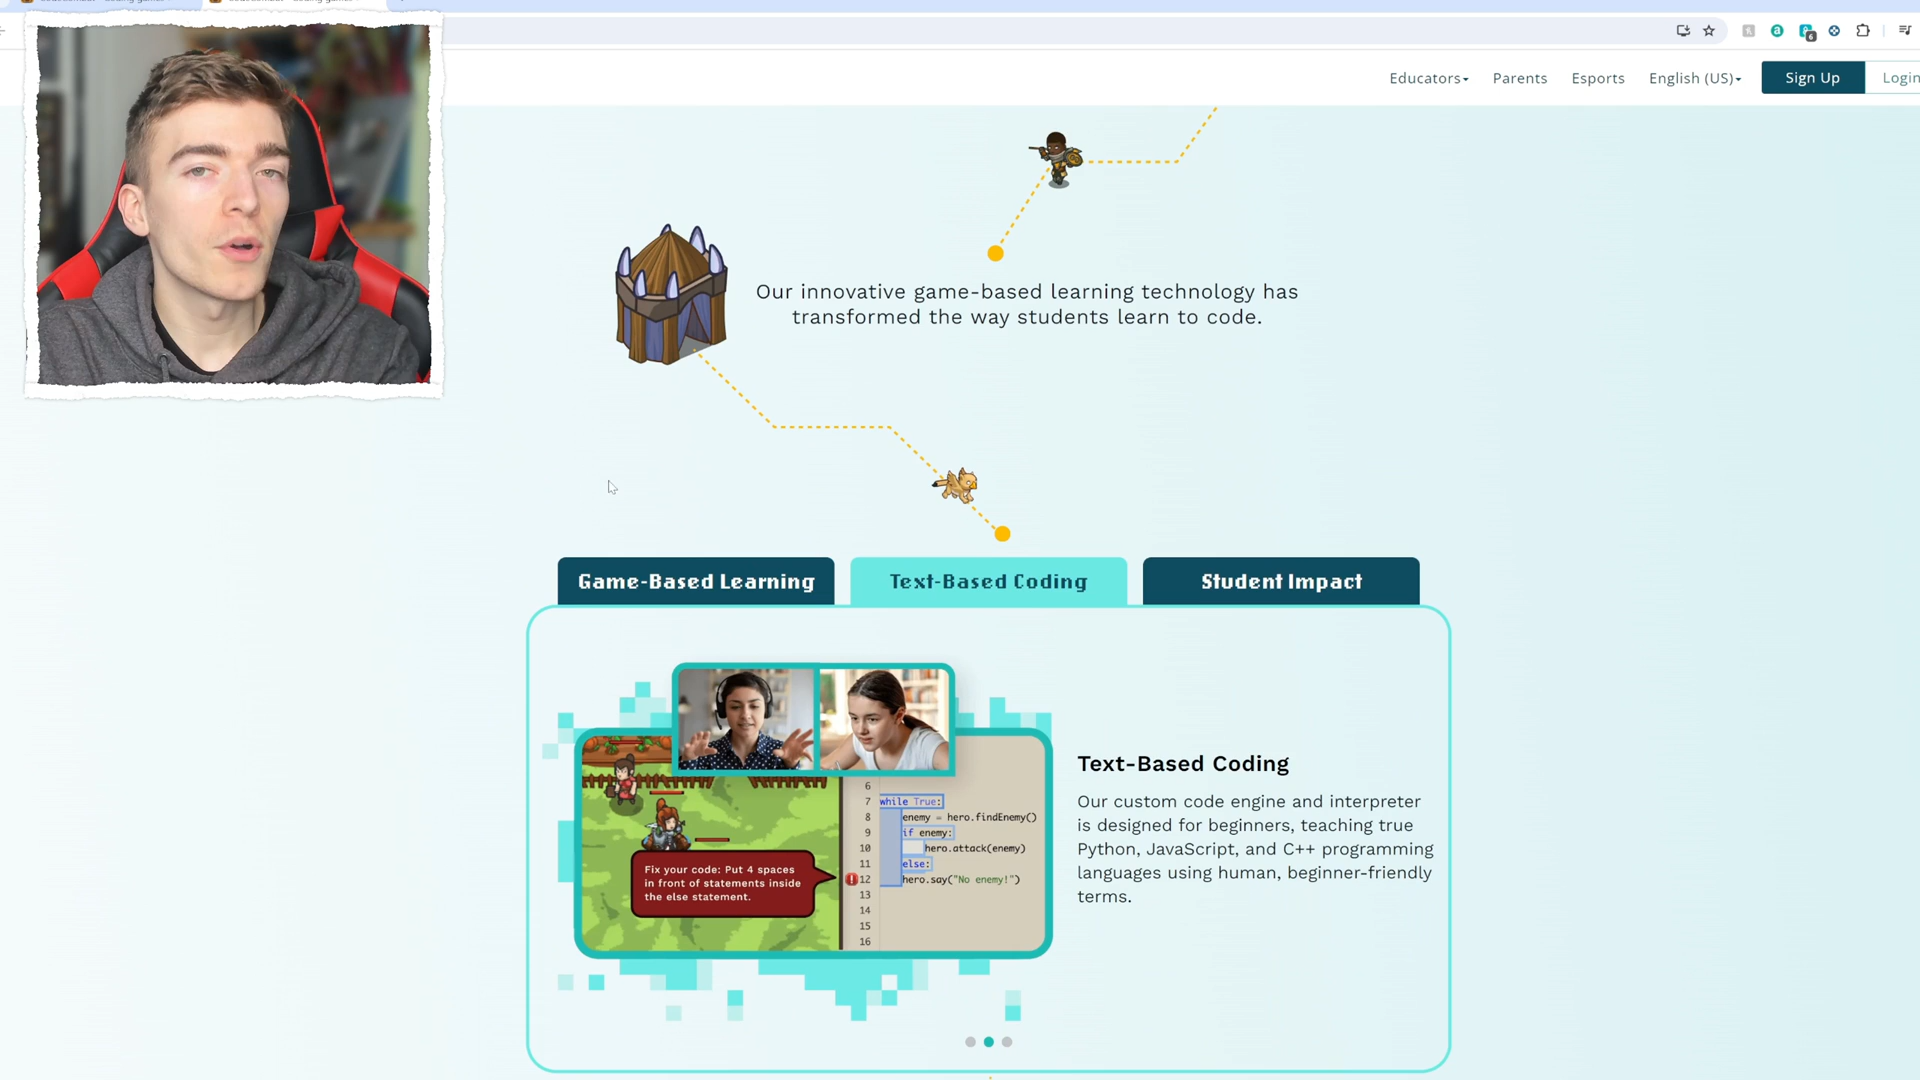 Educators
Parents
Esports
English (US)
Sign Up
Login
6
Our innovative game-based learning technology has
transformed the way students learn to code.
Game-Based Learning
Text-Based Coding
Student Impact
6
7 while True:
8 enemy = hero.findEnemy()
9 if enemy:
10 hero.attack(enemy)
11 else:
12 hero.say("No enemy!")
13
14
15
16
Fix your code: Put 4 spaces
in front of statements inside
the else statement.
Text-Based Coding
Our custom code engine and interpreter
is designed for beginners, teaching true
Python, JavaScript, and C++ programming
languages using human, beginner-friendly
terms.